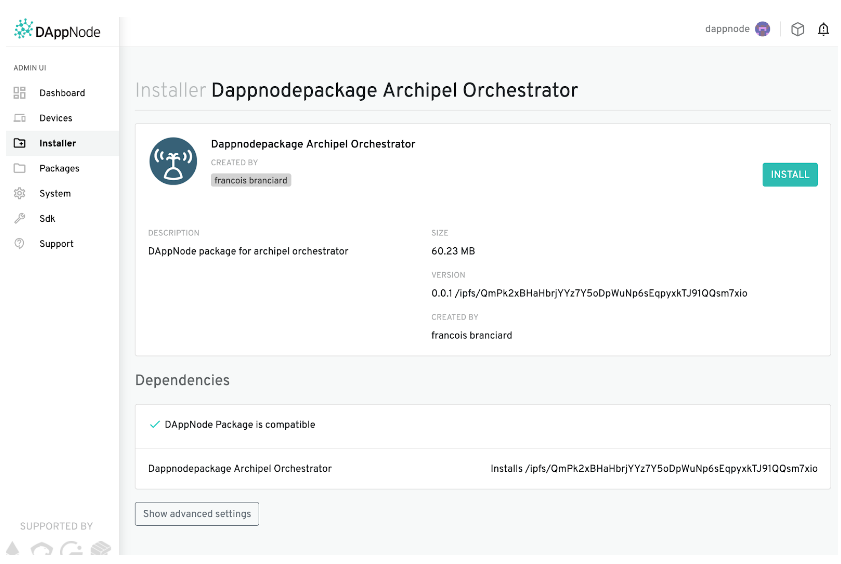 DAppNode
dappnode
ADMIN UI
Dashboard
Devices
Installer
Packages
System
Sdk
Support
SUPPORTED BY
Installer Dappnodepackage Archipel Orchestrator
Dappnodepackage Archipel Orchestrator
CREATED BY
francois branciard
INSTALL
DESCRIPTION
DAppNode package for archipel orchestrator
SIZE
60.23 MB
VERSION
0.0.1 /ipfs/QmPk2xBHaHbrjYYz7Y5oDpWuNp6sEqpyxkTJ91QQsm7xio
CREATED BY
francois branciard
Dependencies
DAppNode Package is compatible
Dappnodepackage Archipel Orchestrator
Installs /ipfs/QmPk2xBHaHbrjYYz7Y5oDpWuNp6sEqpyxkTJ91QQsm7xio
Show advanced settings